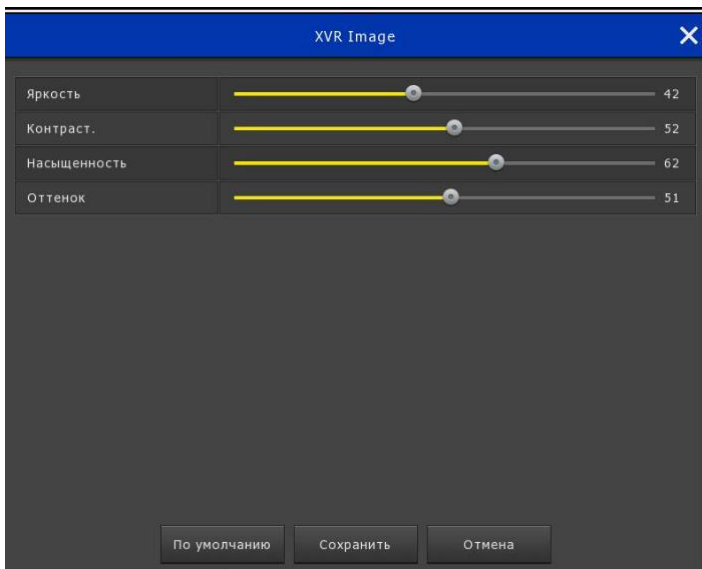 XVR Image
Яркость 42
Контраст. 52
Насыщенность 62
Оттенок 51
По умолчанию Сохранить Отмена